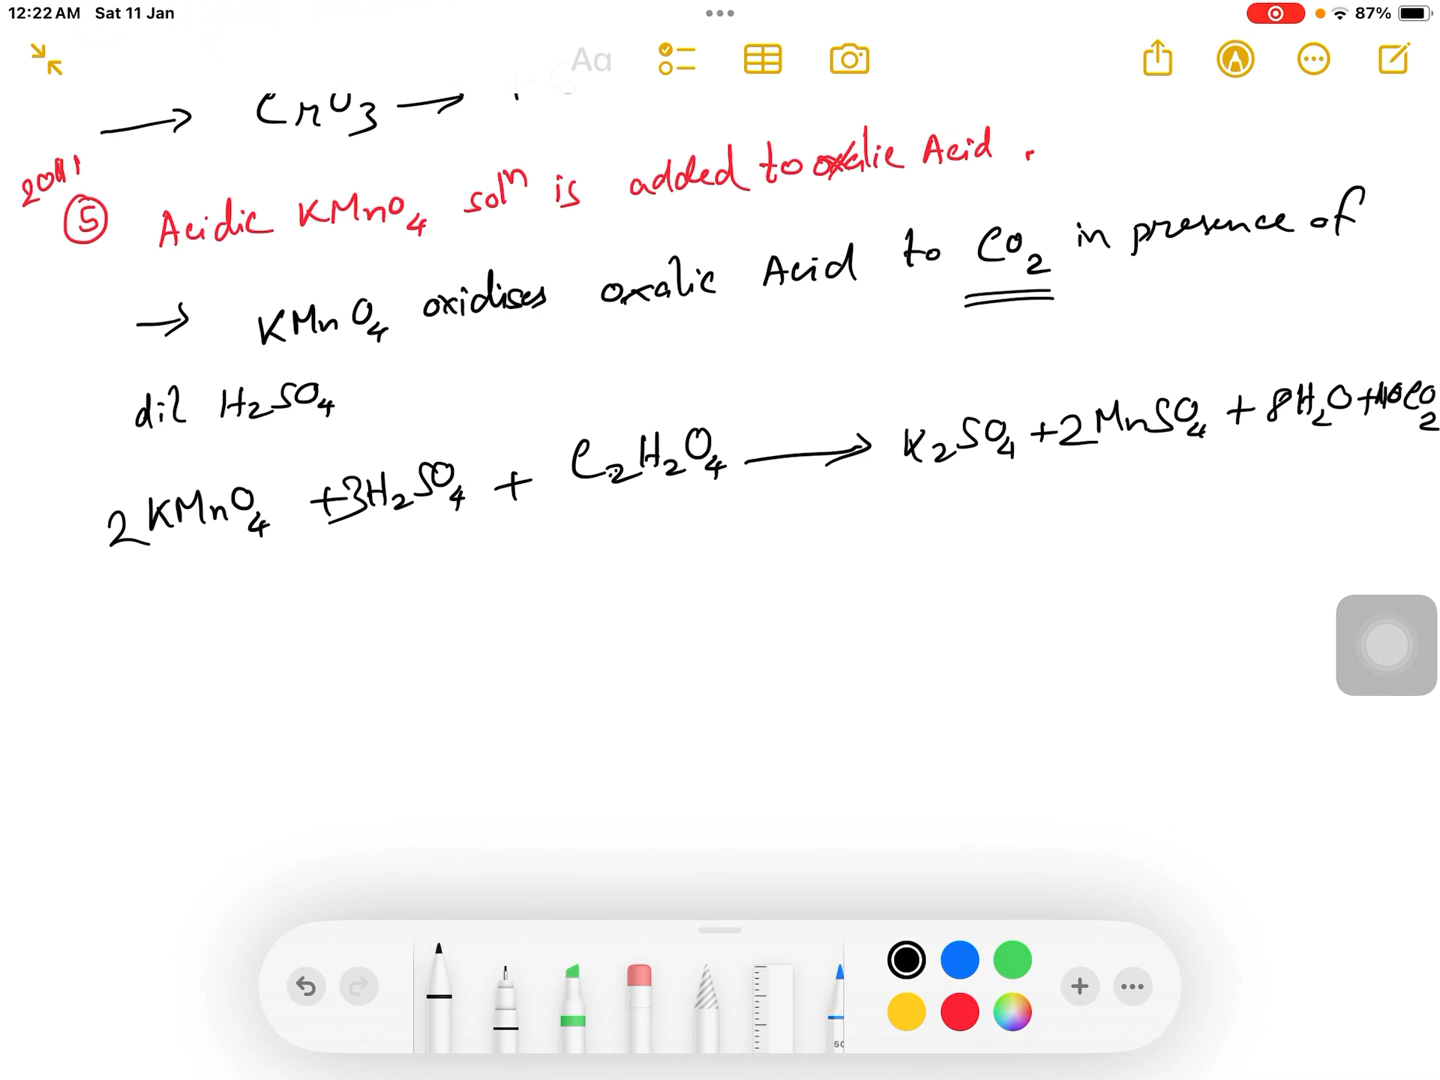 12:22 AM Sat 11 Jan
87%
Aa
→ CrO3 →
2011
⑤ Acidic KMnO4 solⁿ is added to oxalic Acid .
→ KMnO4 oxidises oxalic Acid to CO2 in presence of
dil H2SO4
2KMnO4 +3H2SO4 + C2H2O4 → K2SO4 +2MnSO4 + 8H2O +10CO2